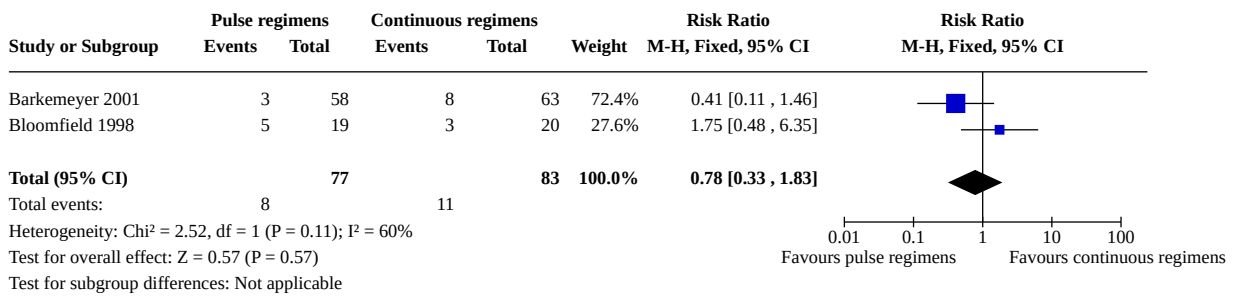 Pulse regimens Continuous regimens Risk Ratio Risk Ratio
Study or Subgroup Events Total Events Total Weight M-H, Fixed, 95% CI M-H, Fixed, 95% CI
Barkemeyer 2001 3 58 8 63 72.4% 0.41 [0.11 , 1.46]
Bloomfield 1998 5 19 3 20 27.6% 1.75 [0.48 , 6.35]
Total (95% CI) 77 83 100.0% 0.78 [0.33 , 1.83]
Total events: 8 11
Heterogeneity: Chi² = 2.52, df = 1 (P = 0.11); I² = 60%
0.01 0.1 1 10 100
Test for overall effect: Z = 0.57 (P = 0.57) Favours pulse regimens Favours continuous regimens
Test for subgroup differences: Not applicable